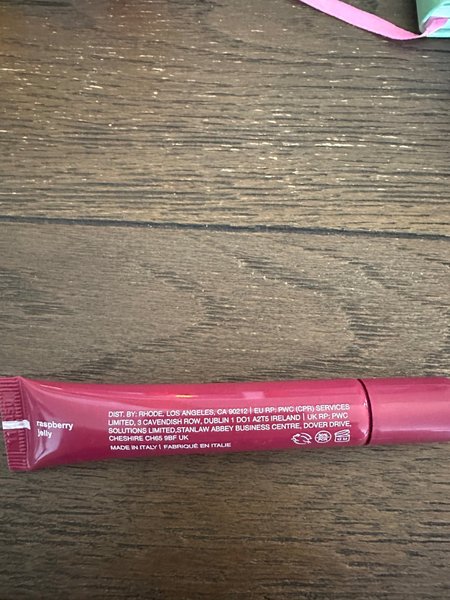 raspberry
jelly
DIST. BY: RHODE, LOS ANGELES, CA 90212 | EU RP: PWC (CPR) SERVICES
LIMITED, 3 CAVENDISH ROW, DUBLIN 1 DO1 A2T5 IRELAND | UK RP: PWC
SOLUTIONS LIMITED,STANLAW ABBEY BUSINESS CENTRE, DOVER DRIVE,
CHESHIRE CH65 9BF UK
MADE IN ITALY | FABRIQUÉ EN ITALIE